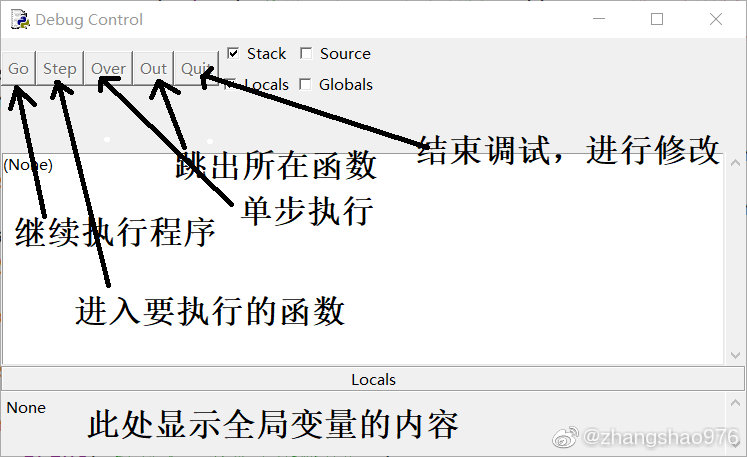 Debug Control
Go Step Over Out Quit
Stack Source
Locals Globals
(None)
跳出所在函数
结束调试，进行修改
单步执行
继续执行程序
进入要执行的函数
Locals
None
此处显示全局变量的内容
@zhangshao976